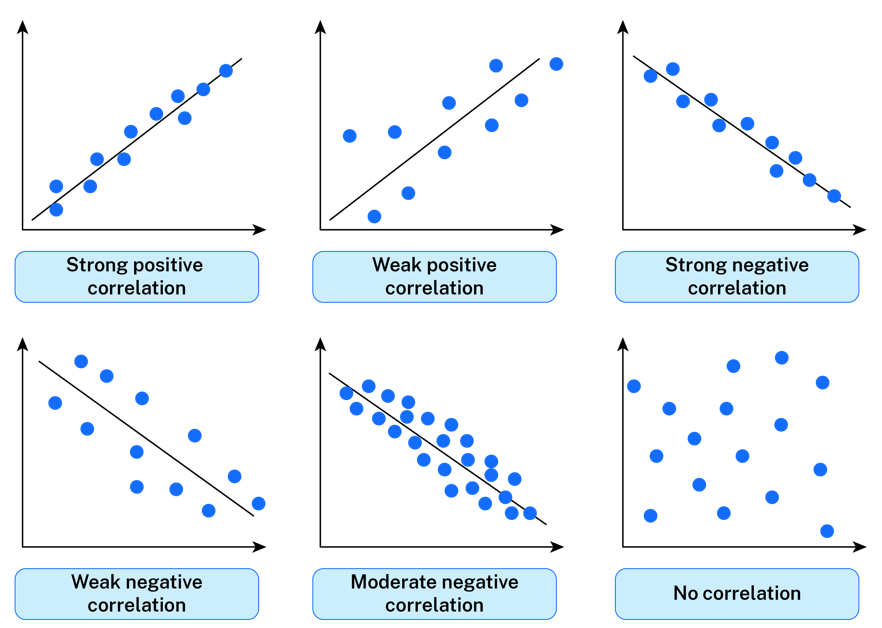 Strong positive
correlation
Weak positive
correlation
Strong negative
correlation
Weak negative
correlation
Moderate negative
correlation
No correlation